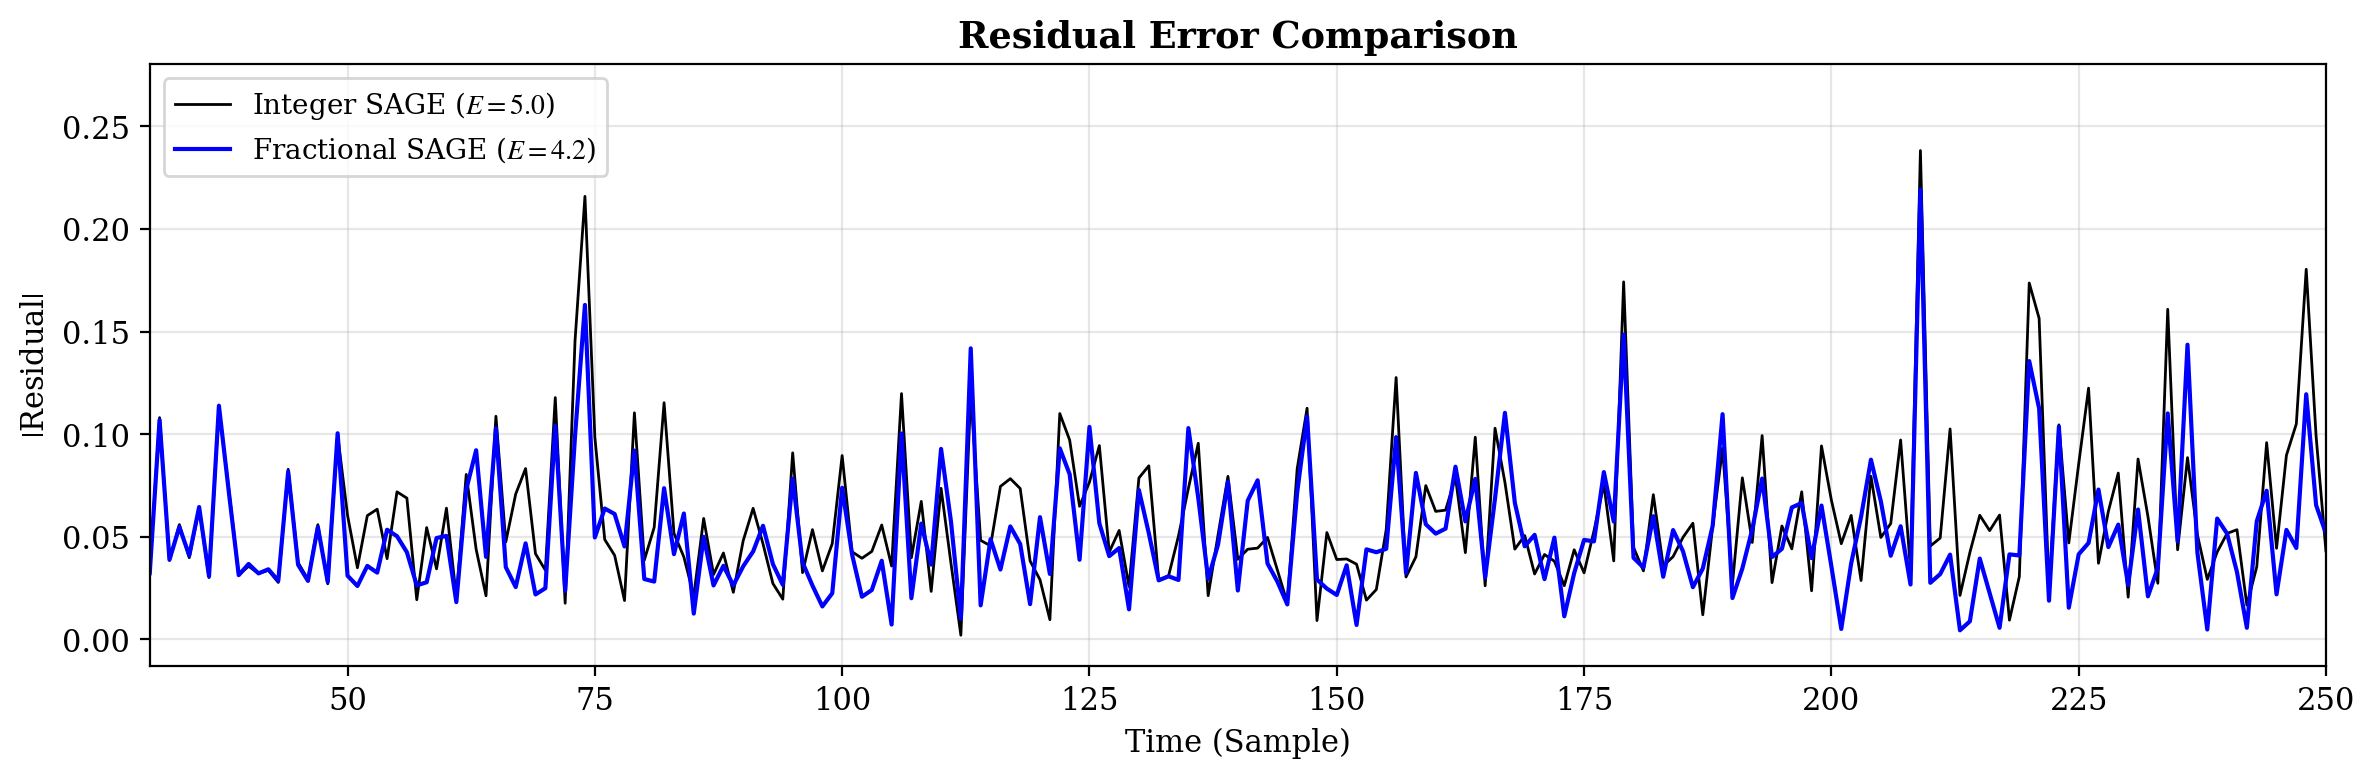 Residual Error Comparison
Integer SAGE (E=5.0)
Fractional SAGE (E=4.2)
|Residual|
0.25
0.20
0.15
0.10
0.05
0.00
50 75 100 125 150 175 200 225 250
Time (Sample)